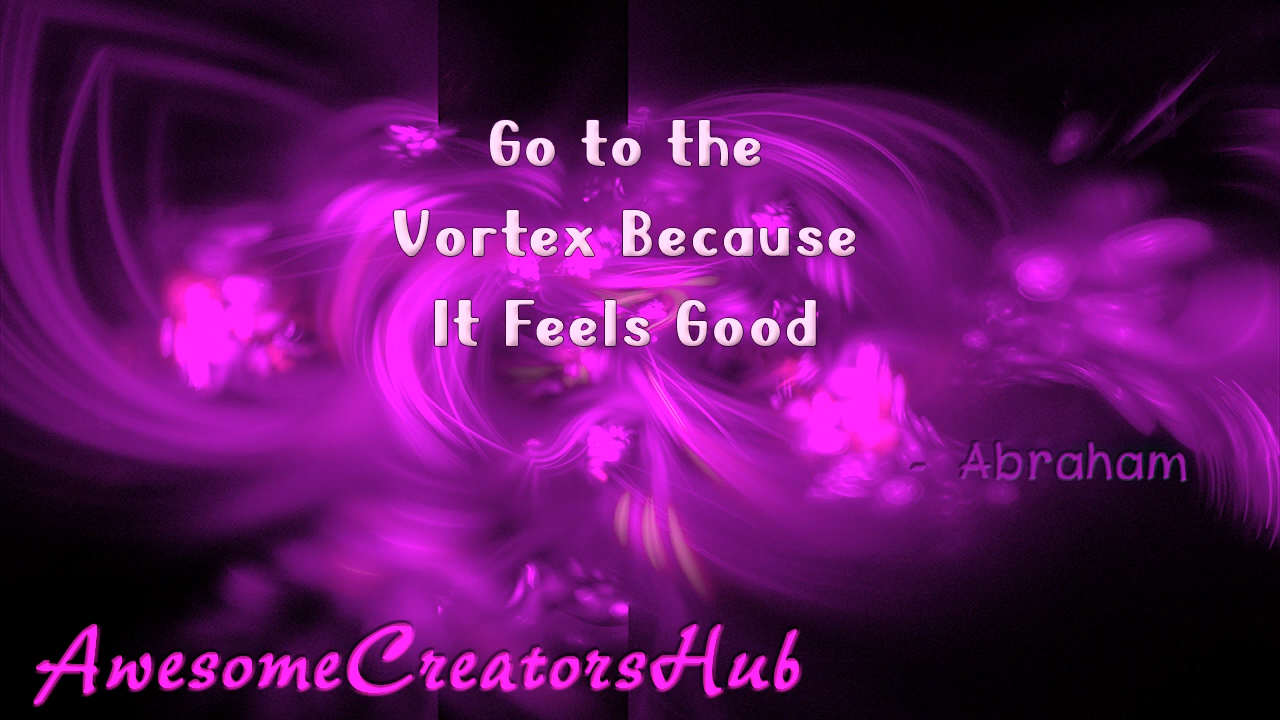 Go to the
Vortex Because
It Feels Good
- Abraham
AwesomeCreatorsHub